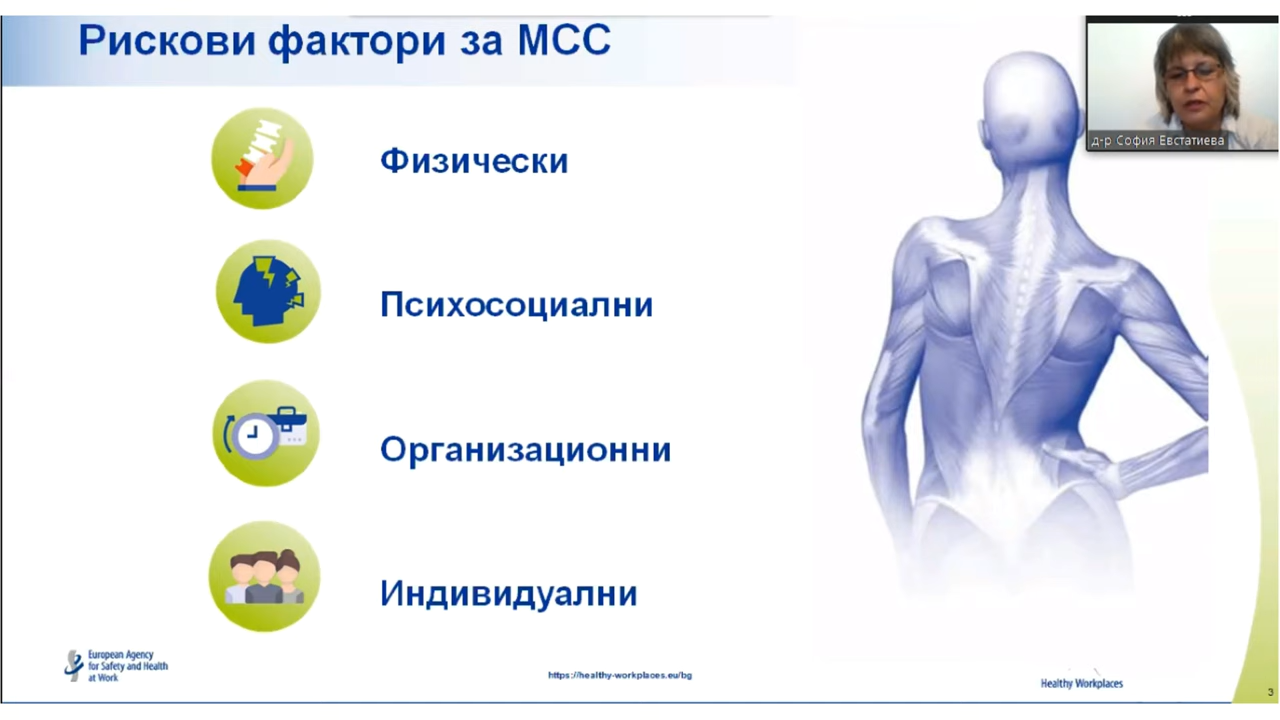 Рискови фактори за МСС
д-р София Евстатиева
Физически
Психосоциални
Организационни
Индивидуални
European Agency
for Safety and Health
at Work
https://healthy-workplaces.eu/bg
Healthy Workplaces
3